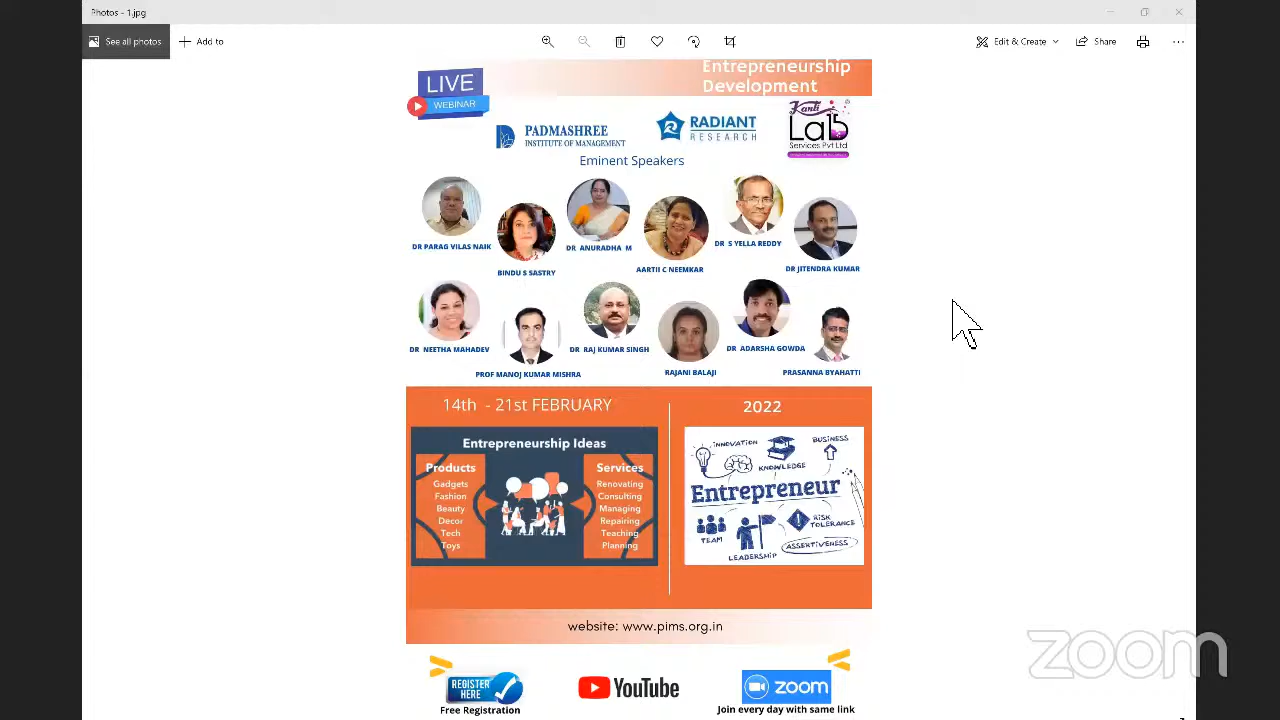 Photos - 1.jpg
See all photos
Add to
Edit & Create
Share
Entrepreneurship
Development
LIVE
WEBINAR
PADMASHREE
INSTITUTE OF MANAGEMENT
RADIANT
RESEARCH
Kanti
Lab
Services Pvt Ltd
Eminent Speakers
DR PARAG VILAS NAIK
BINDU S SASTRY
DR ANURADHA M
AARTII C NEEMKAR
DR S YELLA REDDY
DR JITENDRA KUMAR
DR NEETHA MAHADEV
PROF MANOJ KUMAR MISHRA
DR RAJ KUMAR SINGH
RAJANI BALAJI
DR ADARSHA GOWDA
PRASANNA BYAHATTI
14th - 21st FEBRUARY
2022
Entrepreneurship Ideas
Products
Gadgets
Fashion
Beauty
Decor
Tech
Toys
Services
Renovating
Consulting
Managing
Repairing
Teaching
Planning
INNOVATION
KNOWLEDGE
BUSINESS
Entrepreneur
TEAM
LEADERSHIP
RISK
TOLERANCE
ASSERTIVENESS
website: www.pims.org.in
REGISTER
HERE
Free Registration
YouTube
zoom
Join every day with same link
zoom